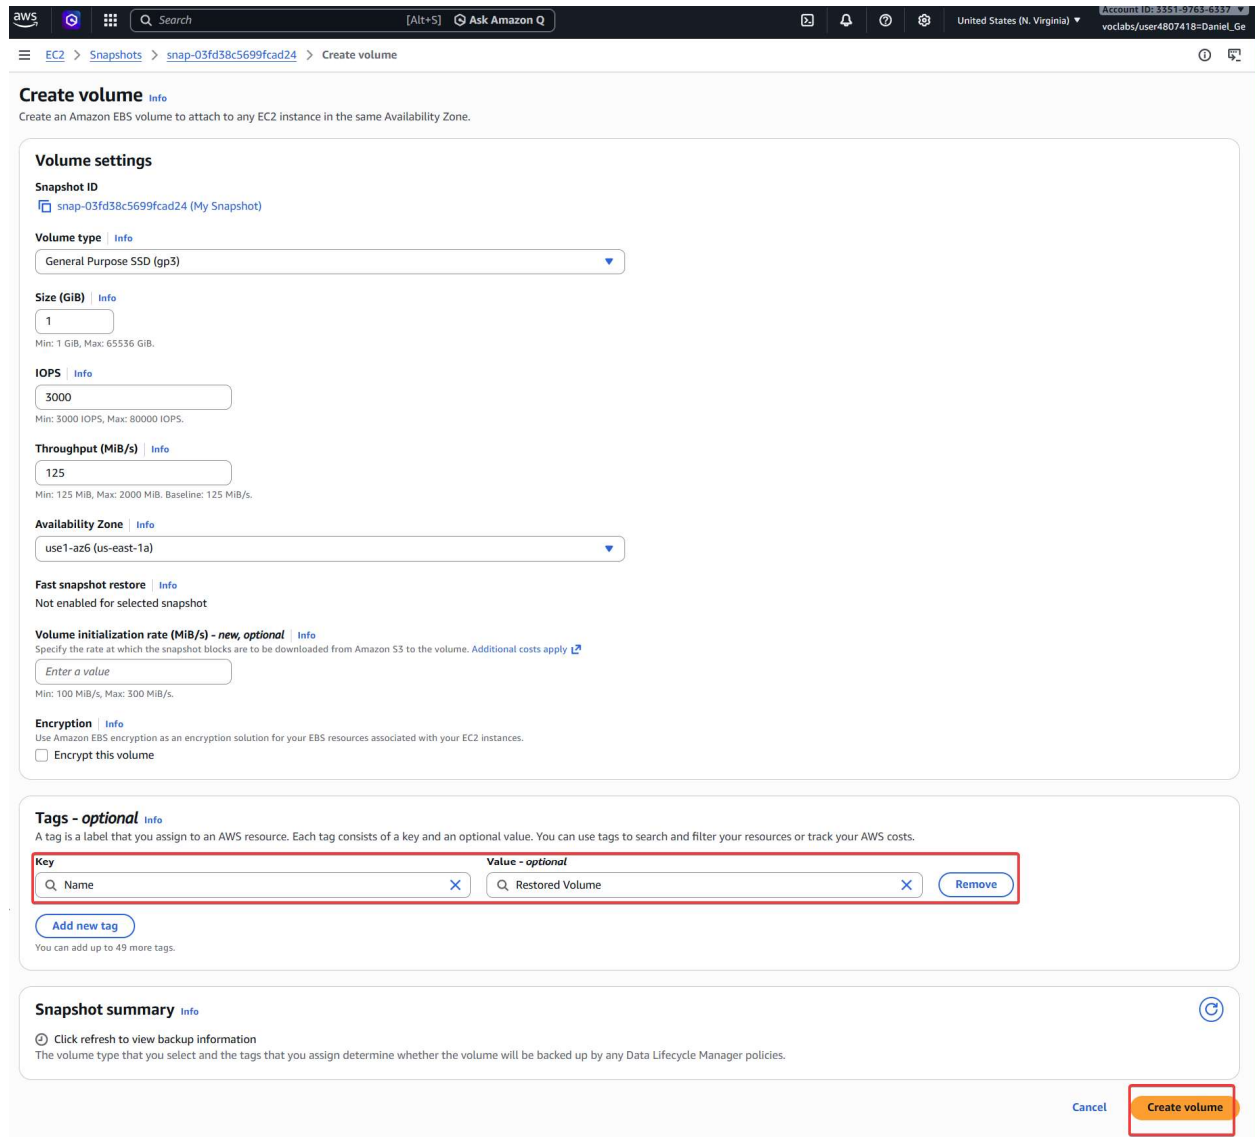 aws
Search [Alt+S] Ask Amazon Q United States (N. Virginia) Account ID: 3351-9763-6337
voclabs/user4807418=Daniel_Ge
EC2 > Snapshots > snap-03fd38c5699fcad24 > Create volume
Create volume Info
Create an Amazon EBS volume to attach to any EC2 instance in the same Availability Zone.
Volume settings
Snapshot ID
snap-03fd38c5699fcad24 (My Snapshot)
Volume type Info
General Purpose SSD (gp3)
Size (GiB) Info
1
Min: 1 GiB, Max: 65536 GiB.
IOPS Info
3000
Min: 3000 IOPS, Max: 80000 IOPS.
Throughput (MiB/s) Info
125
Min: 125 MiB, Max: 2000 MiB. Baseline: 125 MiB/s.
Availability Zone Info
use1-az6 (us-east-1a)
Fast snapshot restore Info
Not enabled for selected snapshot
Volume initialization rate (MiB/s) - new, optional Info
Specify the rate at which the snapshot blocks are to be downloaded from Amazon S3 to the volume. Additional costs apply
Enter a value
Min: 100 MiB/s, Max: 300 MiB/s.
Encryption Info
Use Amazon EBS encryption as an encryption solution for your EBS resources associated with your EC2 instances.
Encrypt this volume
Tags - optional Info
A tag is a label that you assign to an AWS resource. Each tag consists of a key and an optional value. You can use tags to search and filter your resources or track your AWS costs.
Key Value - optional
Name Restored Volume Remove
Add new tag
You can add up to 49 more tags.
Snapshot summary Info
Click refresh to view backup information
The volume type that you select and the tags that you assign determine whether the volume will be backed up by any Data Lifecycle Manager policies.
Cancel Create volume